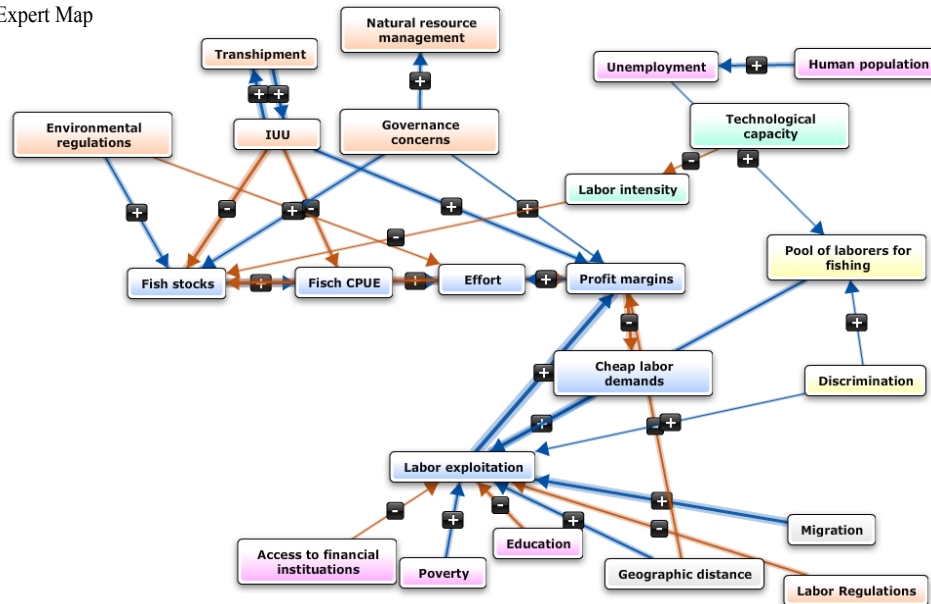 Expert Map
Natural resource
management
Transhipment
Unemployment
Human population
Environmental
regulations
IUU
Governance
concerns
Technological
capacity
Labor intensity
Pool of laborers for
fishing
Fish stocks
Fisch CPUE
Effort
Profit margins
Cheap labor
demands
Discrimination
Labor exploitation
Migration
Access to financial
instituations
Education
Poverty
Geographic distance
Labor Regulations